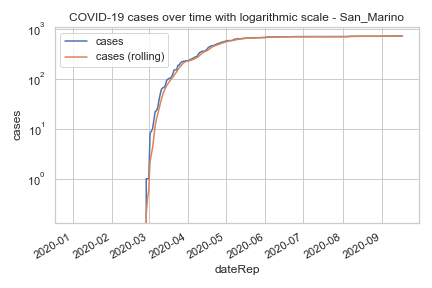 COVID-19 cases over time with logarithmic scale - San_Marino
cases
cases (rolling)
10³
10²
10¹
10⁰
cases
2020-01
2020-02
2020-03
2020-04
2020-05
2020-06
2020-07
2020-08
2020-09
dateRep